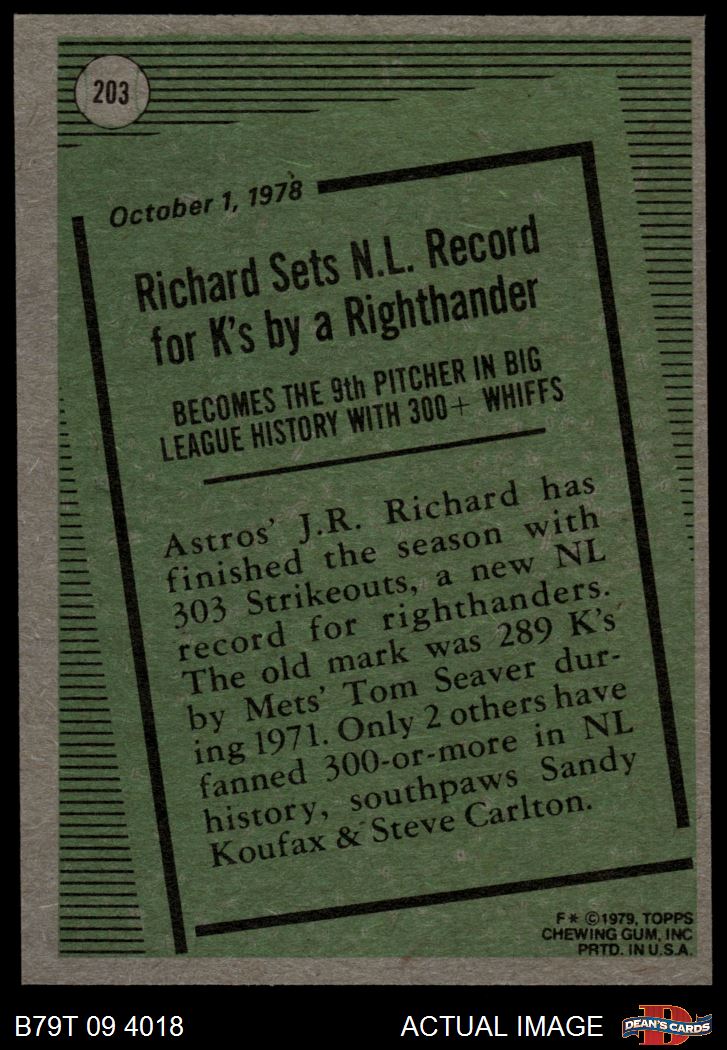 203
October 1, 1978
Richard Sets N.L. Record
for K's by a Righthander
BECOMES THE 9th PITCHER IN BIG
LEAGUE HISTORY WITH 300+ WHIFFS
Astros' J.R. Richard has
finished the season with
303 Strikeouts, a new NL
record for righthanders.
The old mark was 289 K's
by Mets' Tom Seaver dur-
ing 1971. Only 2 others have
fanned 300-or-more in NL
history, southpaws Sandy
Koufax & Steve Carlton.
F* ©1979, TOPPS
CHEWING GUM, INC
PRTD. IN U.S.A.
B79T 09 4018
ACTUAL IMAGE
DEAN'S CARDS